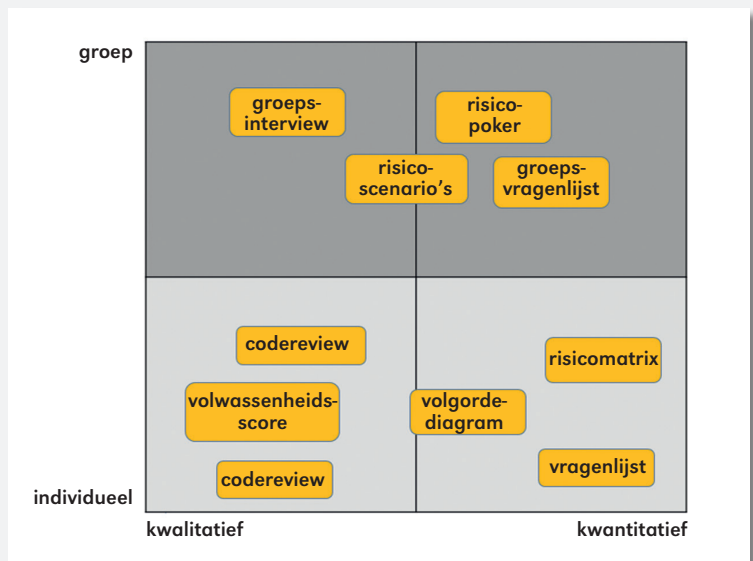 groep
groeps-
interview
risico-
poker
risico-
scenario's
groeps-
vragenlijst
codereview
risicomatrix
volwassenheids-
score
volgorde-
diagram
codereview
vragenlijst
individueel
kwalitatief
kwantitatief